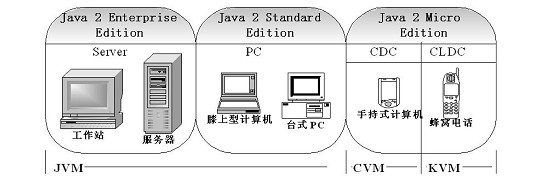 Java 2 Enterprise
Edition
Java 2 Standard
Edition
Java 2 Micro
Edition
Server
PC
CDC
CLDC
工作站
服务器
膝上型计算机
台式PC
手持式计算机
蜂窝电话
JVM
CVM
KVM